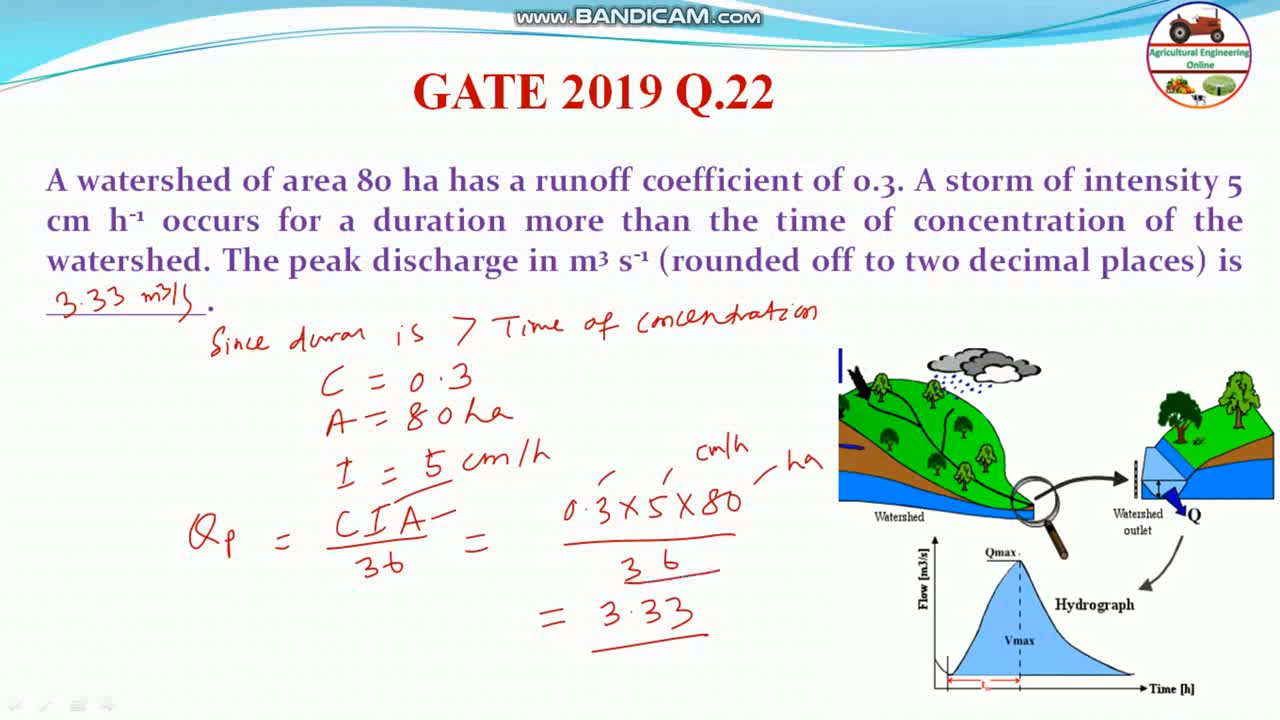 www.BANDICAM.com
Agricultural Engineering
Online
GATE 2019 Q.22
A watershed of area 80 ha has a runoff coefficient of 0.3. A storm of intensity 5
cm h⁻¹ occurs for a duration more than the time of concentration of the
watershed. The peak discharge in m³ s⁻¹ (rounded off to two decimal places) is
3.33 m³/s.
Since is > Time of concentration
C = 0.3
A = 80 ha
I = 5 cm/h
cm/h
ha
Qp = CIA / 36 = 0.3 × 5 × 80 / 36
= 3.33
Watershed
Watershed
outlet
Q
Flow [m3/s]
Qmax.
Hydrograph
Vmax
Time [h]